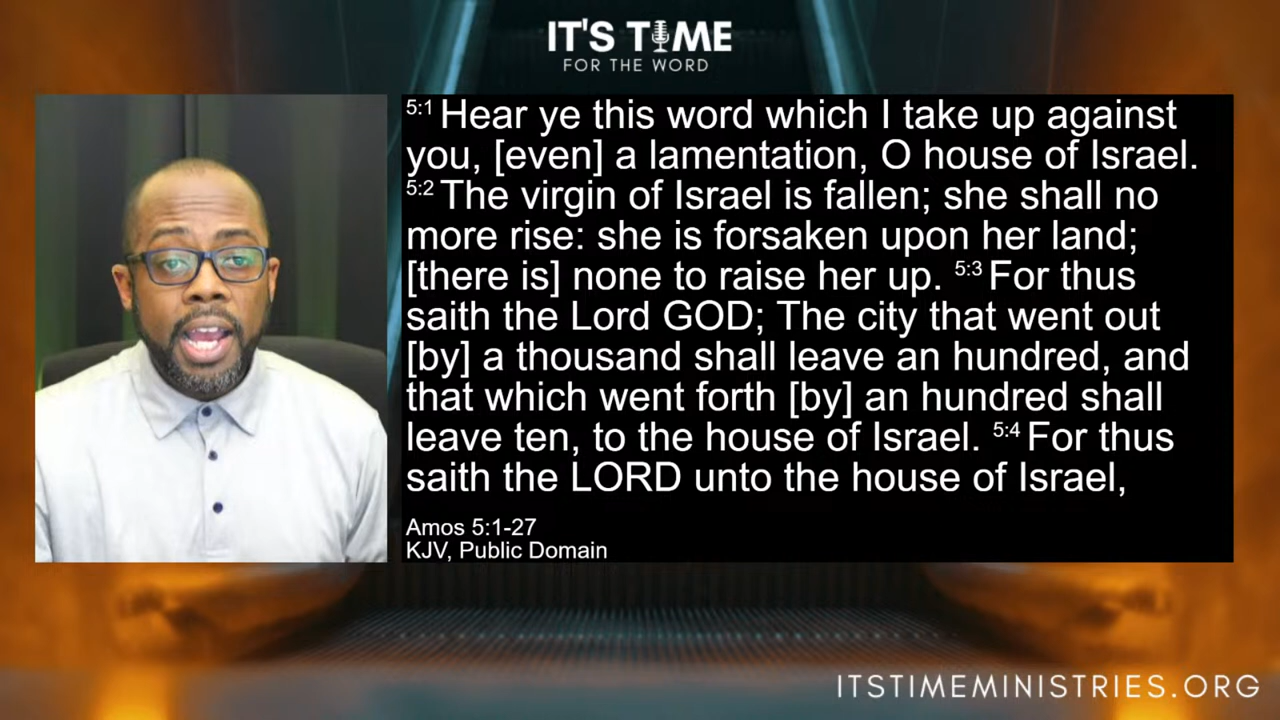 IT'S TIME
FOR THE WORD
5:1 Hear ye this word which I take up against
you, [even] a lamentation, O house of Israel.
5:2 The virgin of Israel is fallen; she shall no
more rise: she is forsaken upon her land;
[there is] none to raise her up. 5:3 For thus
saith the Lord GOD; The city that went out
[by] a thousand shall leave an hundred, and
that which went forth [by] an hundred shall
leave ten, to the house of Israel. 5:4 For thus
saith the LORD unto the house of Israel,
Amos 5:1-27
KJV, Public Domain
ITSTIMEMINISTRIES.ORG